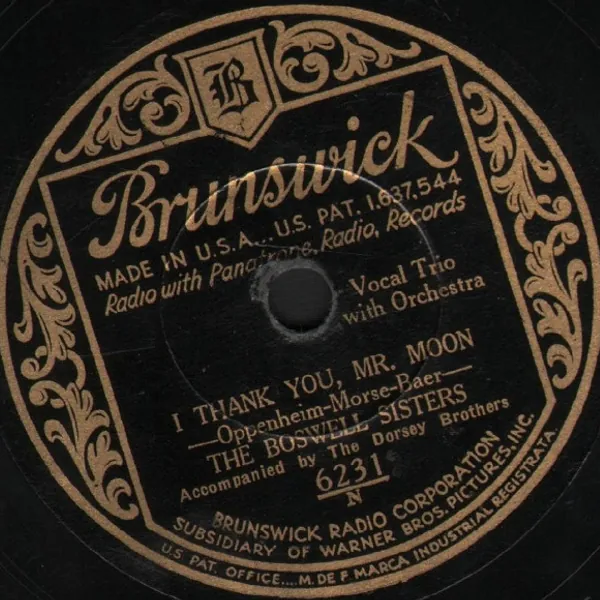 B
Brunswick
MADE IN U.S.A... U.S. PAT. 1,637,544
Radio with Panatrope, Radio, Records
Vocal Trio
with Orchestra
I THANK YOU, MR. MOON
—Oppenheim-Morse-Baer—
THE BOSWELL SISTERS
Accompanied by The Dorsey Brothers
6231
N
BRUNSWICK RADIO CORPORATION
SUBSIDIARY OF WARNER BROS. PICTURES, INC.
U.S. PAT. OFFICE....M. DE F. MARCA INDUSTRIAL REGISTRATA.